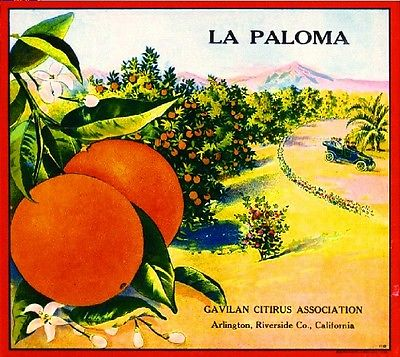 LA PALOMA
GAVILAN CITIRUS ASSOCIATION
Arlington, Riverside Co., California